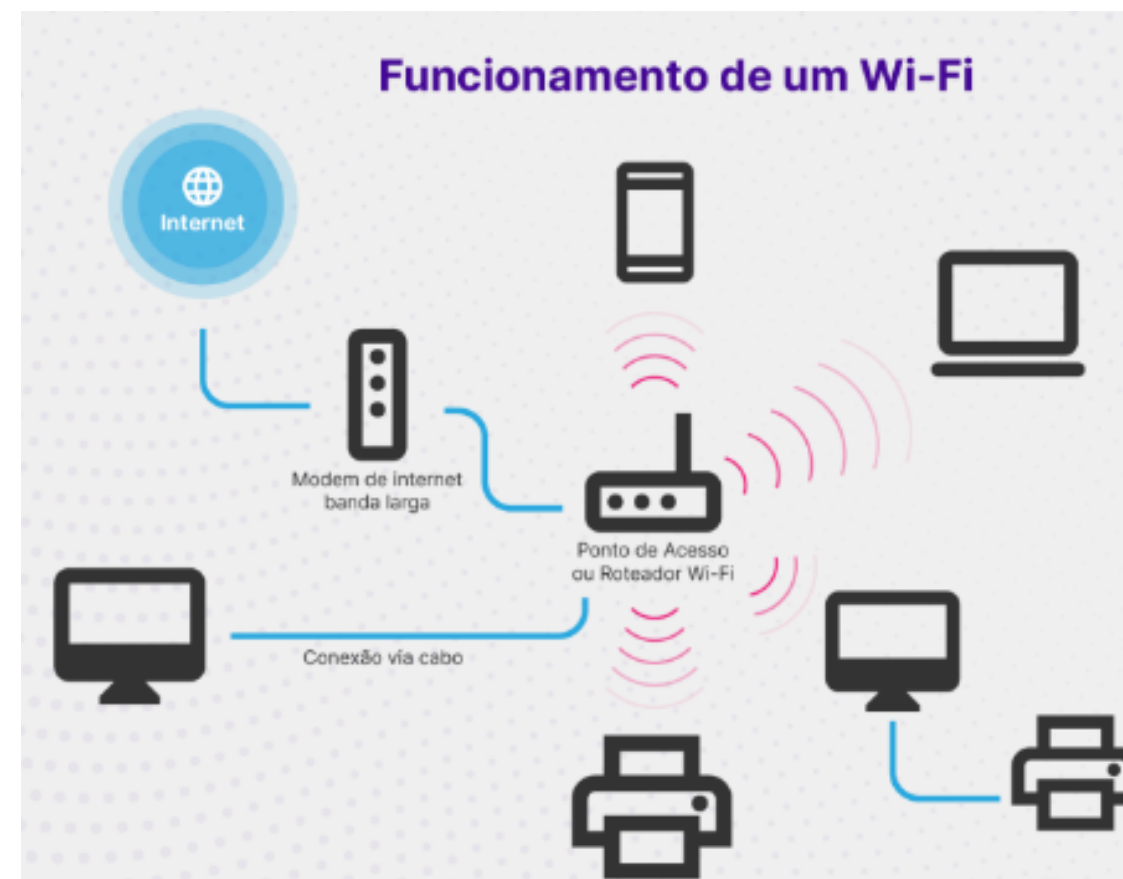 Funcionamento de um Wi-Fi
Internet
Modem de internet
banda larga
Ponto de Acesso
ou Roteador Wi-Fi
Conexão via cabo